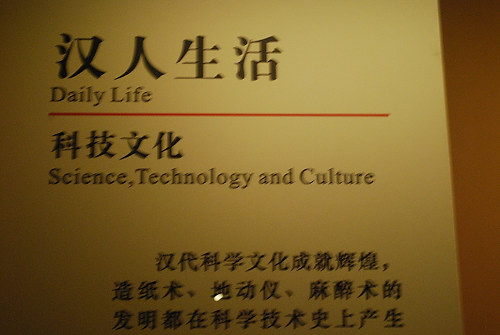 汉人生活
Daily Life
科技文化
Science,Technology and Culture
汉代科学文化成就辉煌，
造纸术、地动仪、麻醉术的
发明都在科学技术史上产生